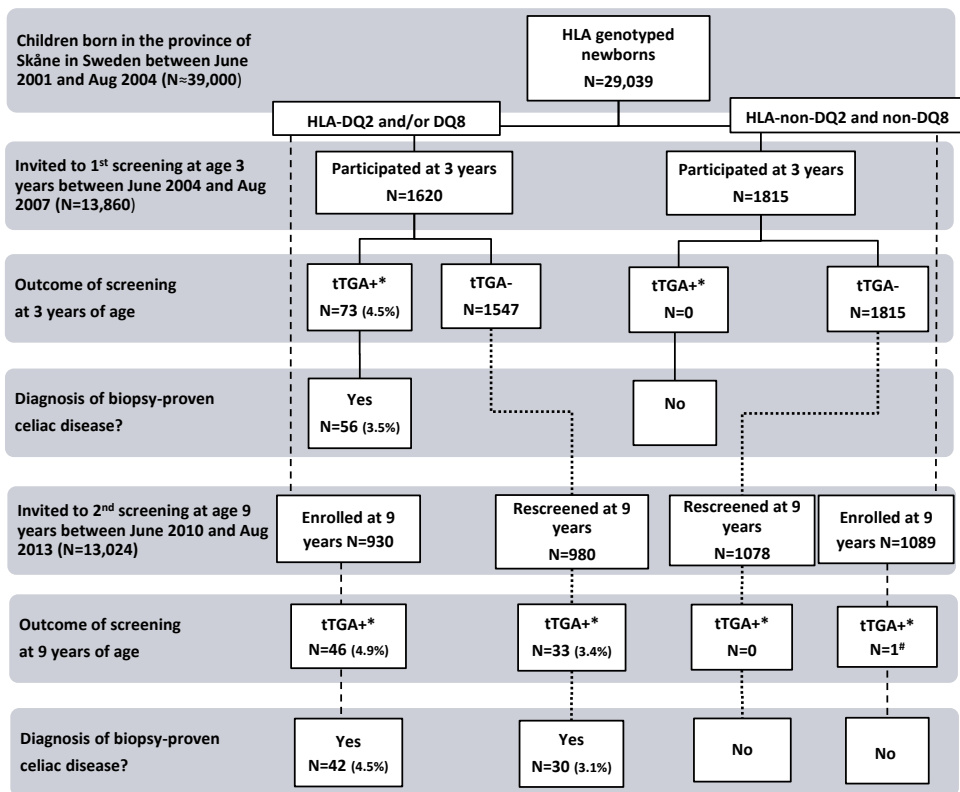 Children born in the province of
Skåne in Sweden between June
2001 and Aug 2004 (N≈39,000)
HLA genotyped
newborns
N=29,039
HLA-DQ2 and/or DQ8
HLA-non-DQ2 and non-DQ8
Invited to 1st screening at age 3
years between June 2004 and Aug
2007 (N=13,860)
Participated at 3 years
N=1620
Participated at 3 years
N=1815
Outcome of screening
at 3 years of age
tTGA+*
N=73 (4.5%)
tTGA-
N=1547
tTGA+*
N=0
tTGA-
N=1815
Diagnosis of biopsy-proven
celiac disease?
Yes
N=56 (3.5%)
No
Invited to 2nd screening at age 9
years between June 2010 and Aug
2013 (N=13,024)
Enrolled at 9
years N=930
Rescreened at 9
years
N=980
Rescreened at 9
years
N=1078
Enrolled at 9
years N=1089
Outcome of screening
at 9 years of age
tTGA+*
N=46 (4.9%)
tTGA+*
N=33 (3.4%)
tTGA+*
N=0
tTGA+*
N=1#
Diagnosis of biopsy-proven
celiac disease?
Yes
N=42 (4.5%)
Yes
N=30 (3.1%)
No
No